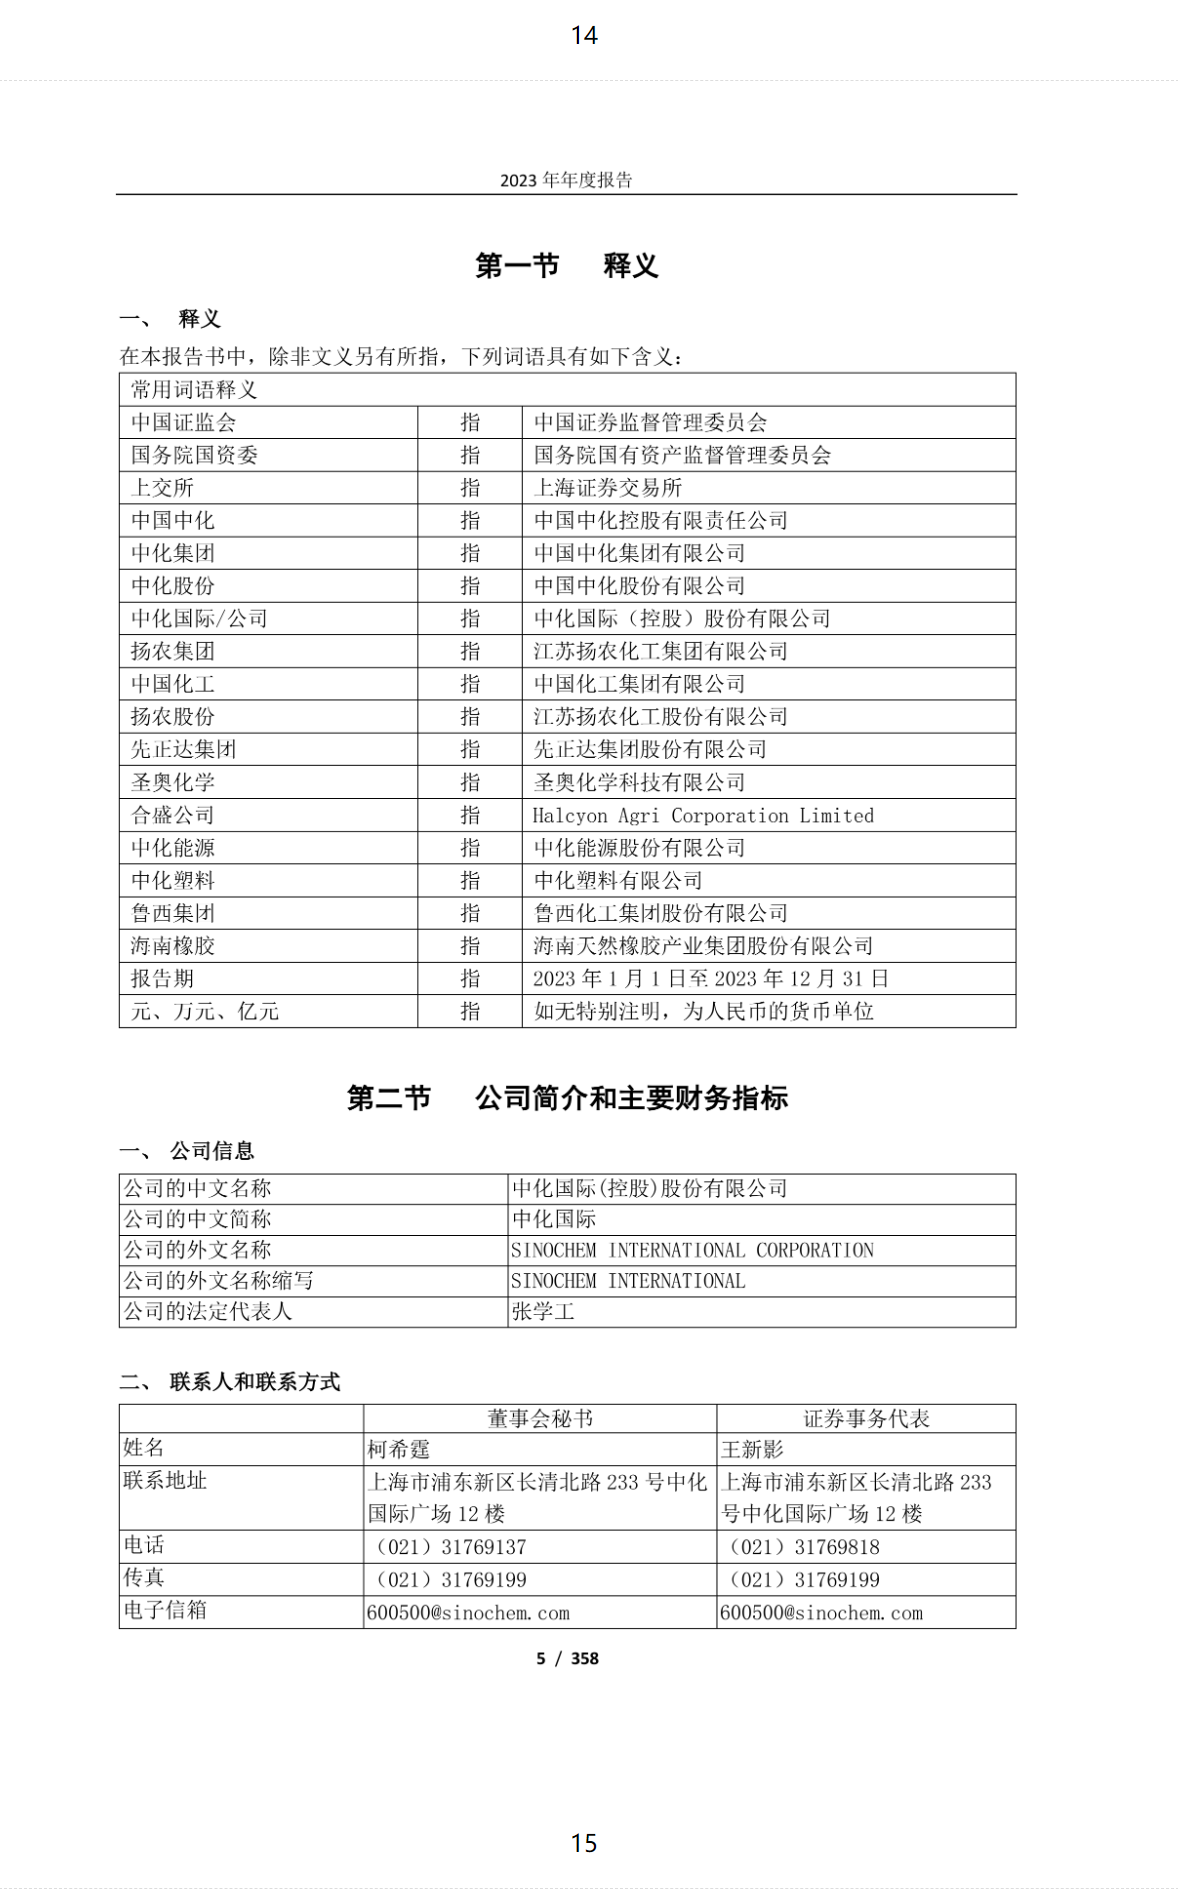 14
2023 年年度报告
第一节 释义
一、 释义
在本报告书中，除非文义另有所指，下列词语具有如下含义：
常用词语释义
中国证监会 指 中国证券监督管理委员会
国务院国资委 指 国务院国有资产监督管理委员会
上交所 指 上海证券交易所
中国中化 指 中国中化控股有限责任公司
中化集团 指 中国中化集团有限公司
中化股份 指 中国中化股份有限公司
中化国际/公司 指 中化国际（控股）股份有限公司
扬农集团 指 江苏扬农化工集团有限公司
中国化工 指 中国化工集团有限公司
扬农股份 指 江苏扬农化工股份有限公司
先正达集团 指 先正达集团股份有限公司
圣奥化学 指 圣奥化学科技有限公司
合盛公司 指 Halcyon Agri Corporation Limited
中化能源 指 中化能源股份有限公司
中化塑料 指 中化塑料有限公司
鲁西集团 指 鲁西化工集团股份有限公司
海南橡胶 指 海南天然橡胶产业集团股份有限公司
报告期 指 2023 年 1 月 1 日至 2023 年 12 月 31 日
元、万元、亿元 指 如无特别注明，为人民币的货币单位
第二节 公司简介和主要财务指标
一、 公司信息
公司的中文名称 中化国际(控股)股份有限公司
公司的中文简称 中化国际
公司的外文名称 SINOCHEM INTERNATIONAL CORPORATION
公司的外文名称缩写 SINOCHEM INTERNATIONAL
公司的法定代表人 张学工
二、 联系人和联系方式
董事会秘书 证券事务代表
姓名 柯希霆 王新影
联系地址 上海市浦东新区长清北路 233 号中化 上海市浦东新区长清北路 233
国际广场 12 楼 号中化国际广场 12 楼
电话 （021）31769137 （021）31769818
传真 （021）31769199 （021）31769199
电子信箱 600500@sinochem.com 600500@sinochem.com
5 / 358
15